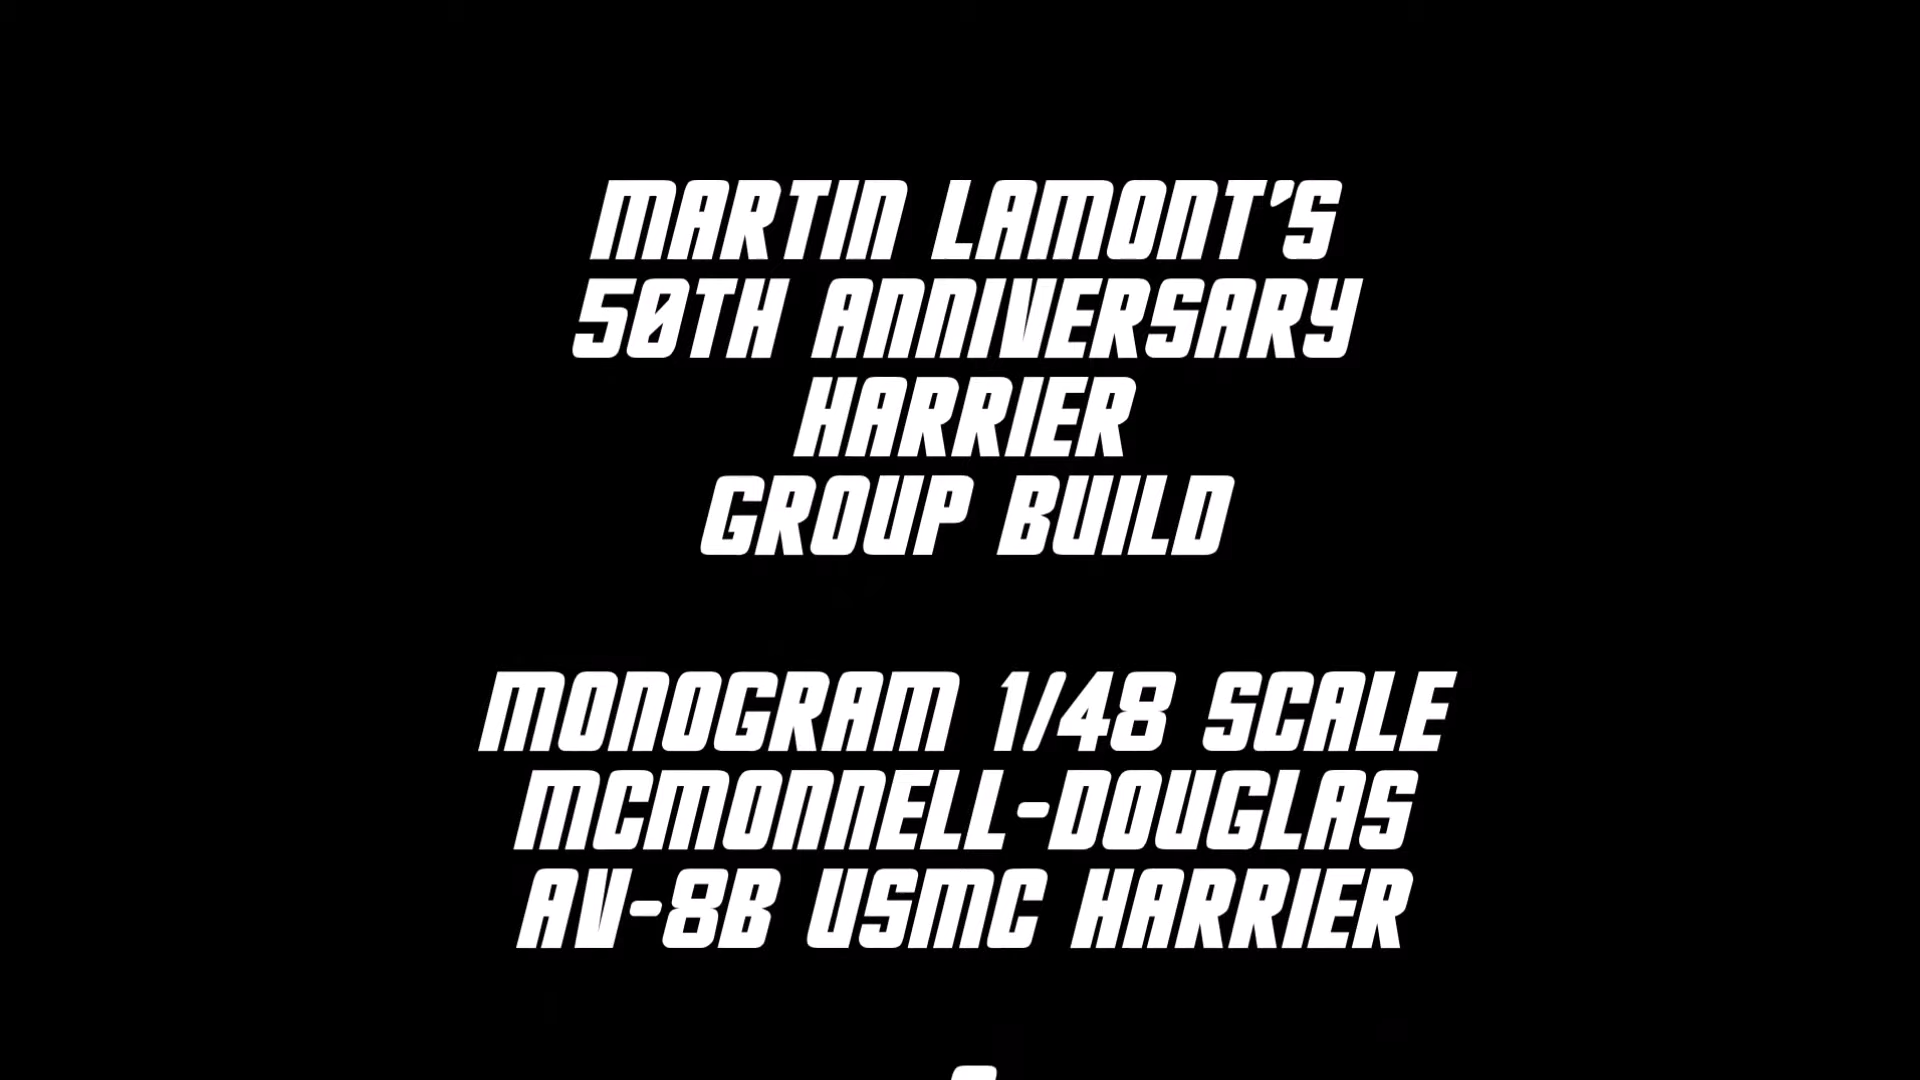 MARTIN LAMONT'S
50TH ANNIVERSARY
HARRIER
GROUP BUILD
MONOGRAM 1/48 SCALE
MCMONNELL-DOUGLAS
AV-8B USMC HARRIER